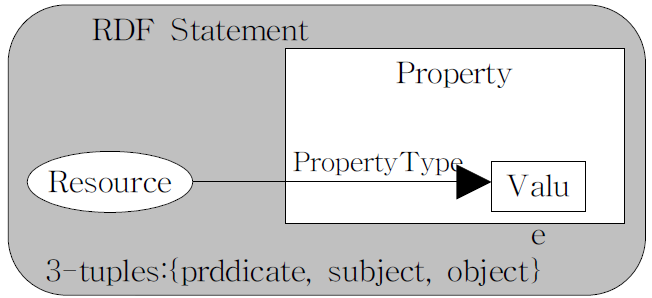 RDF Statement
Property
PropertyType
Resource
Valu
e
3-tuples:{prddicate, subject, object}